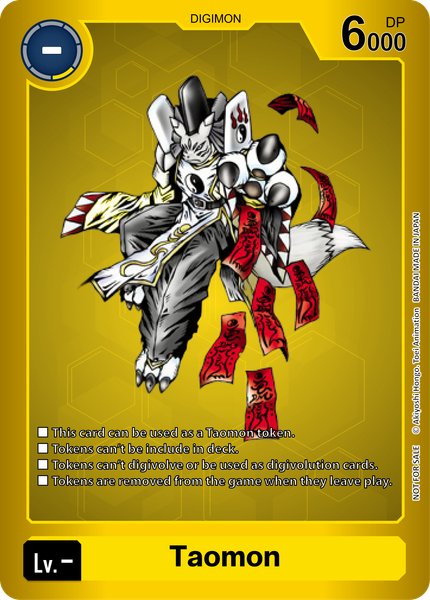 DIGIMON
-
DP
6000
■ This card can be used as a Taomon token.
■ Tokens can't be include in deck.
■ Tokens can't digivolve or be used as digivolution cards.
■ Tokens are removed from the game when they leave play.
NOT FOR SALE © Akiyoshi Hongo, Toei Animation BANDAI MADE IN JAPAN
Lv.-
Taomon